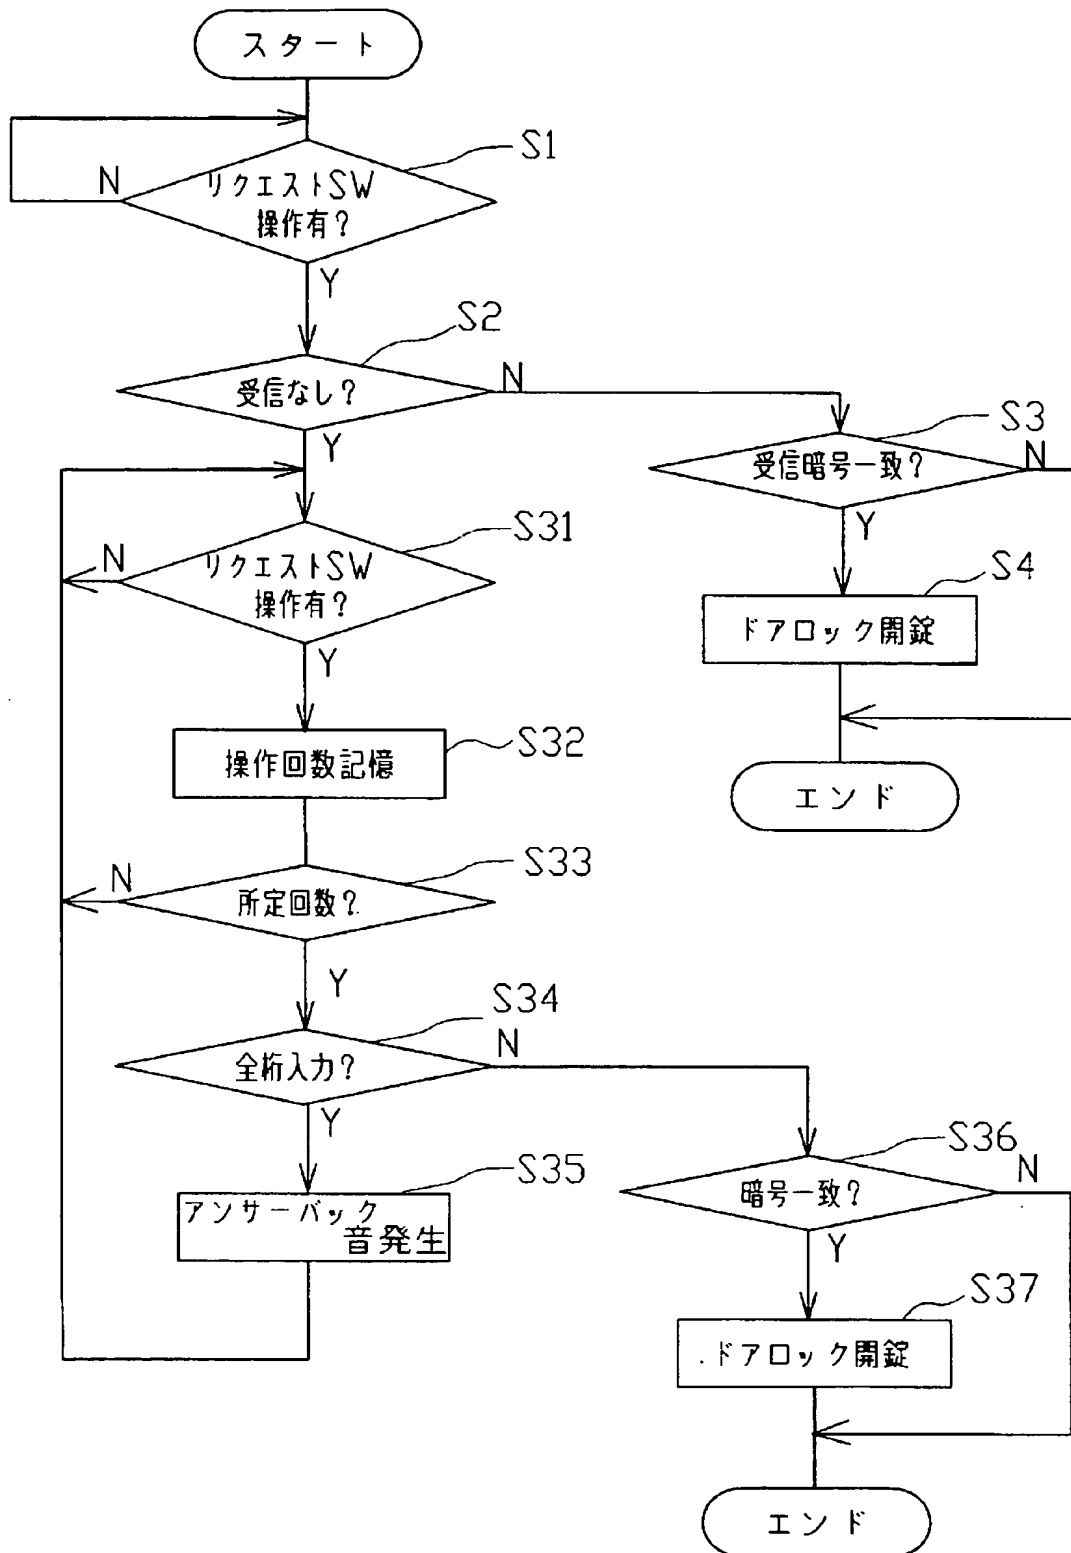 スタート
S1
N
リクエストSW
操作有?
Y
S2
受信なし?
N
Y
S3
受信暗号一致?
N
Y
S31
N
リクエストSW
操作有?
Y
S4
ドアロック開錠
S32
操作回数記憶
エンド
S33
N
所定回数?
Y
S34
全桁入力?
N
Y
S35
アンサーバック
音発生
S36
暗号一致?
N
Y
S37
ドアロック開錠
エンド